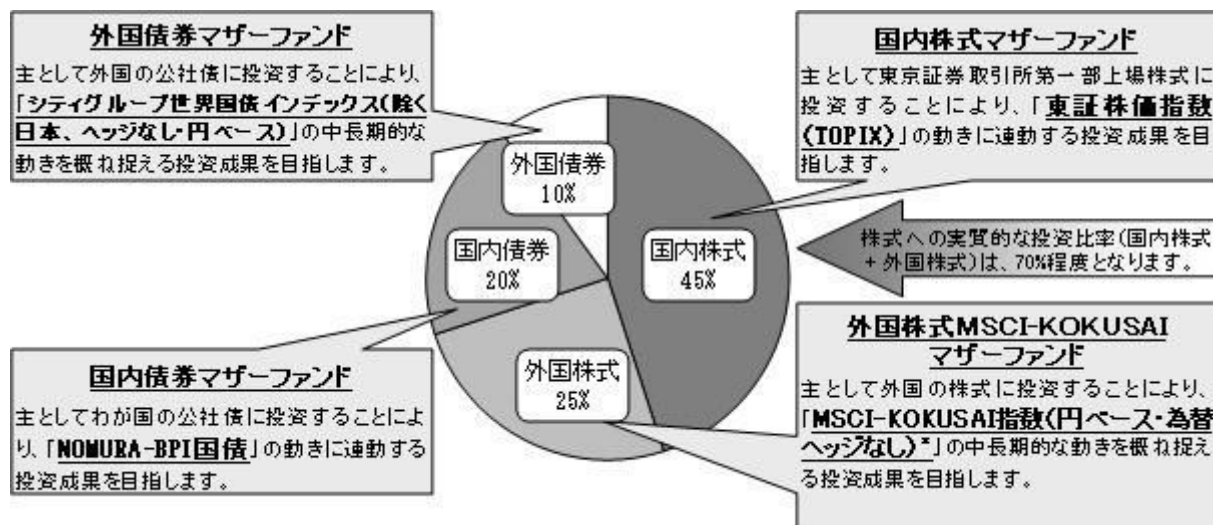 外国債券マザーファンド
主として外国の公社債に投資することにより、
「シティグループ世界国債インデックス(除く
日本、ヘッジなし・円ベース)」の中長期的な
動きを概ね捉える投資成果を目指します。
国内株式マザーファンド
主として東京証券取引所第一部上場株式に
投資することにより、「東証株価指数
(TOPIX)」の動きに連動する投資成果を目
指します。
外国債券
10%
国内債券
20%
国内株式
45%
外国株式
25%
株式への実質的な投資比率(国内株式
+外国株式)は、70%程度となります。
国内債券マザーファンド
主としてわが国の公社債に投資することによ
り、「NOMURA-BPI国債」の動きに連動する
投資成果を目指します。
外国株式MSCI-KOKUSAI
マザーファンド
主として外国の株式に投資することにより、
「MSCI-KOKUSAI指数(円ベース・為替
ヘッジなし)*」の中長期的な動きを概ね捉え
る投資成果を目指します。